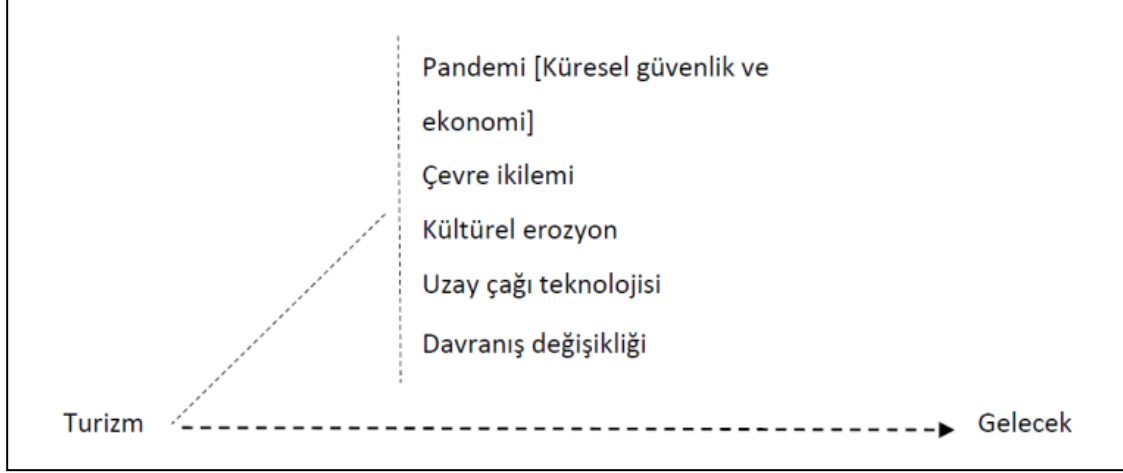 Pandemi [Küresel güvenlik ve
ekonomi]
Çevre ikilemi
Kültürel erozyon
Uzay çağı teknolojisi
Davranış değişikliği
Turizm
Gelecek